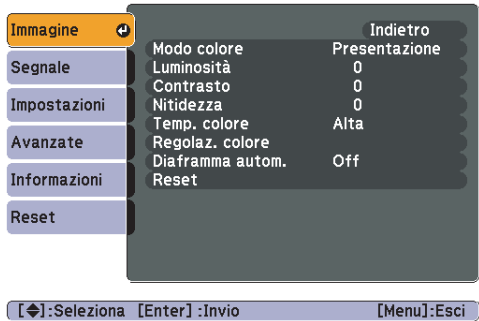 Immagine
Segnale
Impostazioni
Avanzate
Informazioni
Reset
Indietro
Modo colore Presentazione
Luminosità 0
Contrasto 0
Nitidezza 0
Temp. colore Alta
Regolaz. colore
Diaframma autom. Off
Reset
[◆]:Seleziona [Enter] :Invio [Menu]:Esci